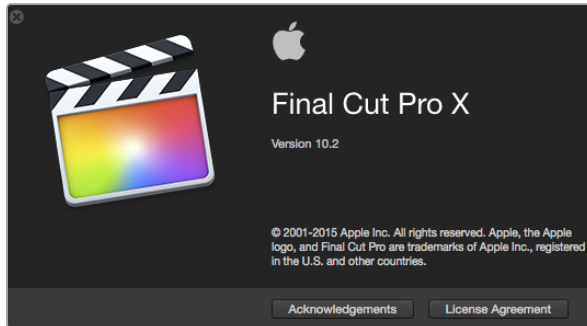 Final Cut Pro X
Version 10.2
© 2001-2015 Apple Inc. All rights reserved. Apple, the Apple
logo, and Final Cut Pro are trademarks of Apple Inc., registered
in the U.S. and other countries.
Acknowledgements
License Agreement